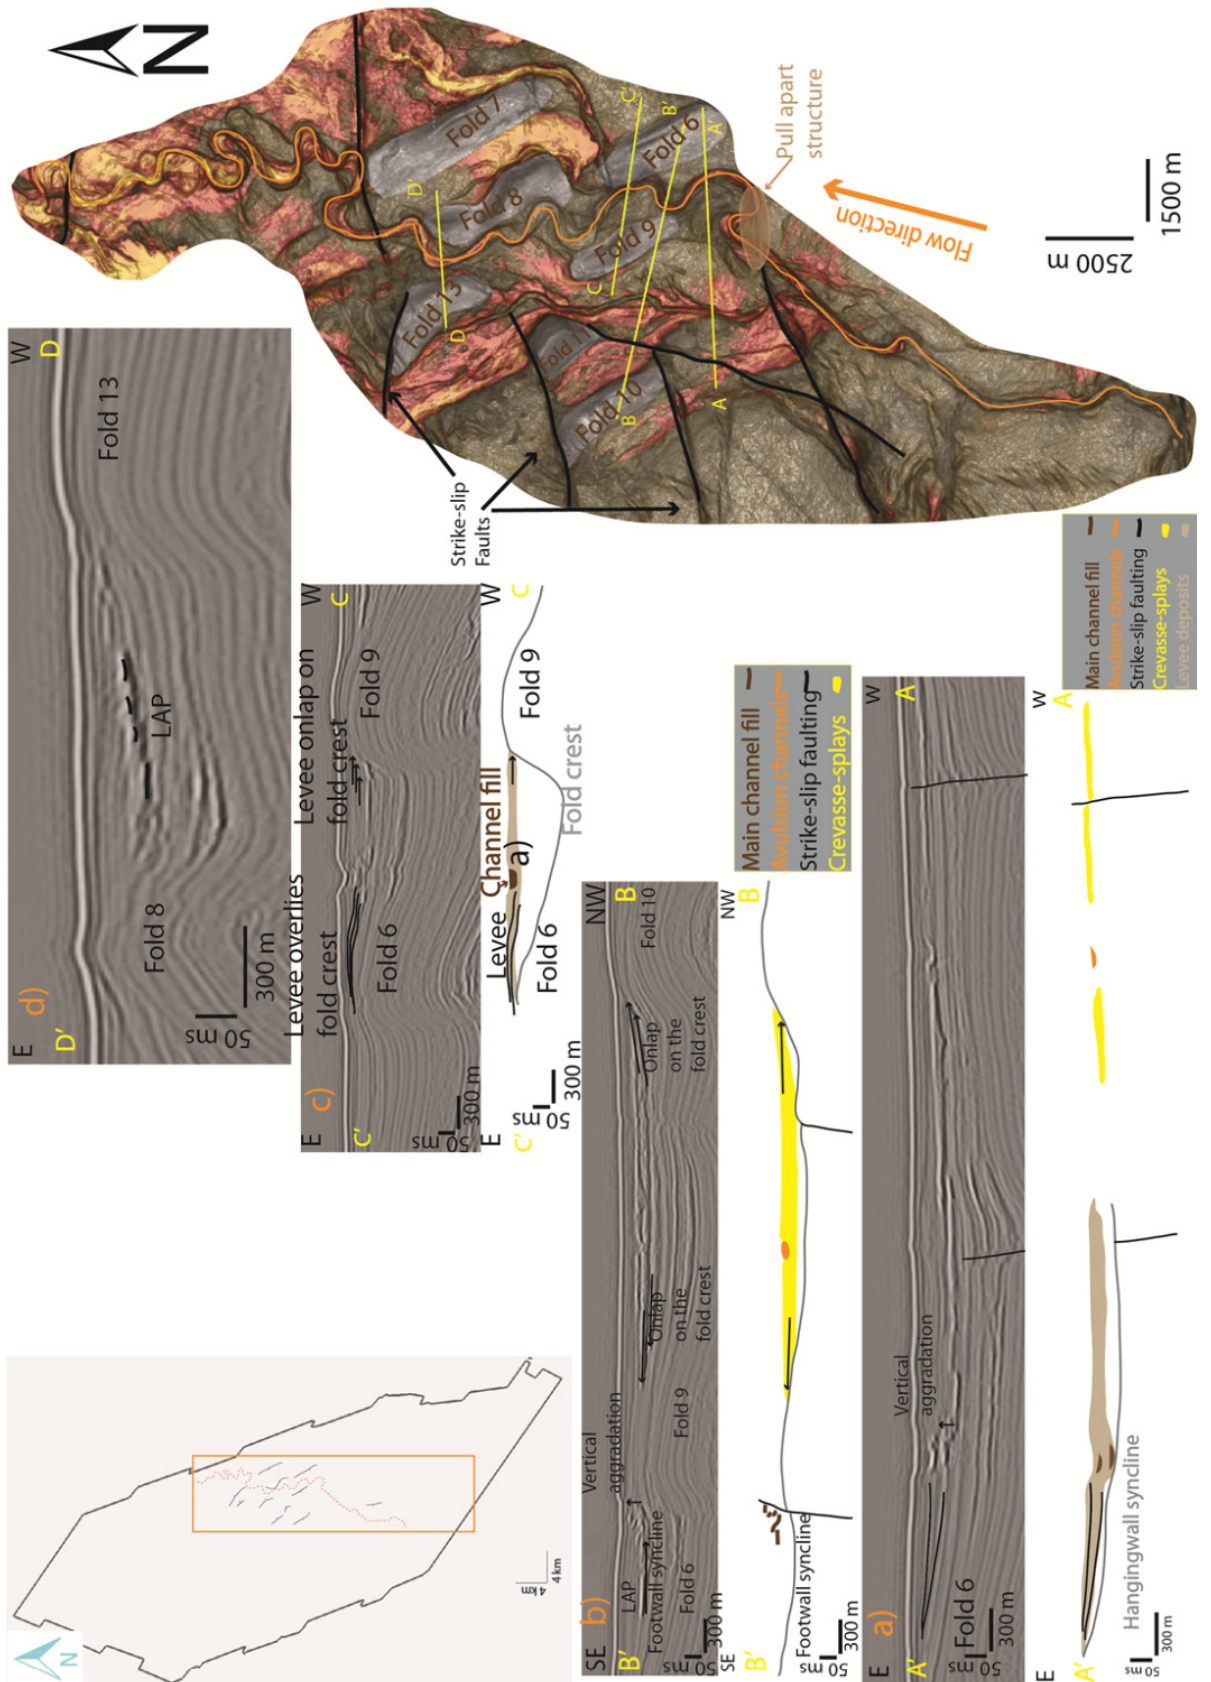 N
Fold 7
Fold 8
Fold 6
Fold 9
Fold 13
Fold 11
Fold 10
A
A'
B
B'
C
C'
D
D'
Pull apart
structure
Flow direction
1500 m
2500 m
Strike-slip
Faults
d)
E
W
D'
D
Fold 8
LAP
Fold 13
50 ms
300 m
c)
E
W
C'
C
Levee overlies
fold crest
Levee onlap on
fold crest
Fold 6
Fold 9
50 ms
300 m
E
W
C'
C
Levee
Channel fill
a)
Fold 6
Fold 9
Fold crest
50 ms
300 m
b)
SE
NW
B'
B
LAP
Vertical
aggradation
Footwall syncline
Fold 6
Fold 9
Onlap
on the
fold crest
Onlap
on the
fold crest
Fold 10
50 ms
300 m
SE
NW
B'
B
Footwall syncline
50 ms
300 m
Main channel fill
Avulsion channels
Strike-slip faulting
Crevasse-splays
a)
E
W
A'
A
Vertical
aggradation
Fold 6
50 ms
300 m
E
W
A'
A
Hangingwall syncline
50 ms
300 m
Main channel fill
Avulsion channels
Strike-slip faulting
Crevasse-splays
Levee deposits
N
4 km
4 km